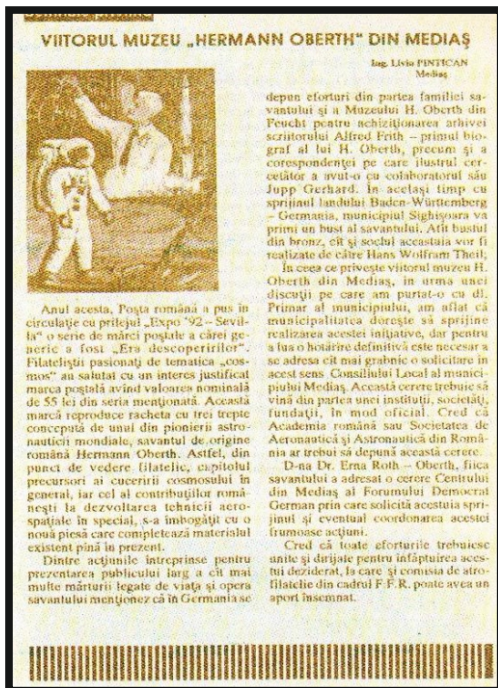 VIITORUL MUZEU „HERMANN OBERTH" DIN MEDIAŞ
Ing. Liviu PINTICAN
Mediaş
Anul acesta, Poşta română a pus în
circulaţie cu prilejul „Expo '92 – Sevil-
la" o serie de mărci poştale a cărei ge-
neric a fost „Era descoperirilor".
Filateliştii pasionaţi de tematica „cos-
mos" au salutat cu un interes justificat
marca poştală avînd valoarea nominală
de 55 lei din seria menţionată. Această
marcă reproduce racheta cu trei trepte
concepută de unul din pionierii astro-
nauticii mondiale, savantul de origine
română Hermann Oberth. Astfel, din
punct de vedere filatelic, capitolul
precursori ai cuceririi cosmosului în
general, iar cel al contribuţiilor româ-
neşti la dezvoltarea tehnicii aero-
spaţiale în special, s-a îmbogăţit cu o
nouă piesă care completează materialul
existent pînă în prezent.
Dintre acţiunile întreprinse pentru
prezentarea publicului larg a cît mai
multe mărturii legate de viaţa şi opera
savantului menţionez că în Germania se
depun eforturi din partea familiei sa-
vantului şi a Muzeului H. Oberth din
Feucht pentru achiziţionarea arhivei
scriitorului Alfred Frith – primul bio-
graf al lui H. Oberth, precum şi a
corespondenţei pe care ilustrul cer-
cetător a avut-o cu colaboratorul său
Jupp Gerhard. În acelaşi timp cu
sprijinul landului Baden-Württemberg
– Germania, municipiul Sighişoara va
primi un bust al savantului. Atît bustul
din bronz, cît şi soclul acestuia vor fi
realizate de către Hans Wolfram Theil;
În ceea ce priveşte viitorul muzeu H.
Oberth din Mediaş, în urma unei
discuţii pe care am purtat-o cu dl.
Primar al municipiului, am aflat că
municipalitatea doreşte să sprijine
realizarea acestei iniţiative, dar pentru
a lua o hotărîre definitivă este necesar a
se adresa cît mai grabnic o solicitare în
acest sens Consiliului Local al munici-
piului Mediaş. Această cerere trebuie să
vină din partea unei instituţii, societăţi,
fundaţii, în mod oficial. Cred că
Academia română sau Societatea de
Aeronautică şi Astronautică din Româ-
nia ar trebui să depună această cerere.
D-na Dr. Erna Roth – Oberth, fiica
savantului a adresat o cerere Centrului
din Mediaş al Forumului Democrat
German prin care solicită acestuia spri-
jinul şi eventual coordonarea acestei
frumoase acţiuni.
Cred că toate eforturile trebuiesc
unite şi dirijate pentru înfăptuirea aces-
tui deziderat, la care şi comisia de atro-
filatelie din cadrul F.F.R. poate avea un
aport însemnat.